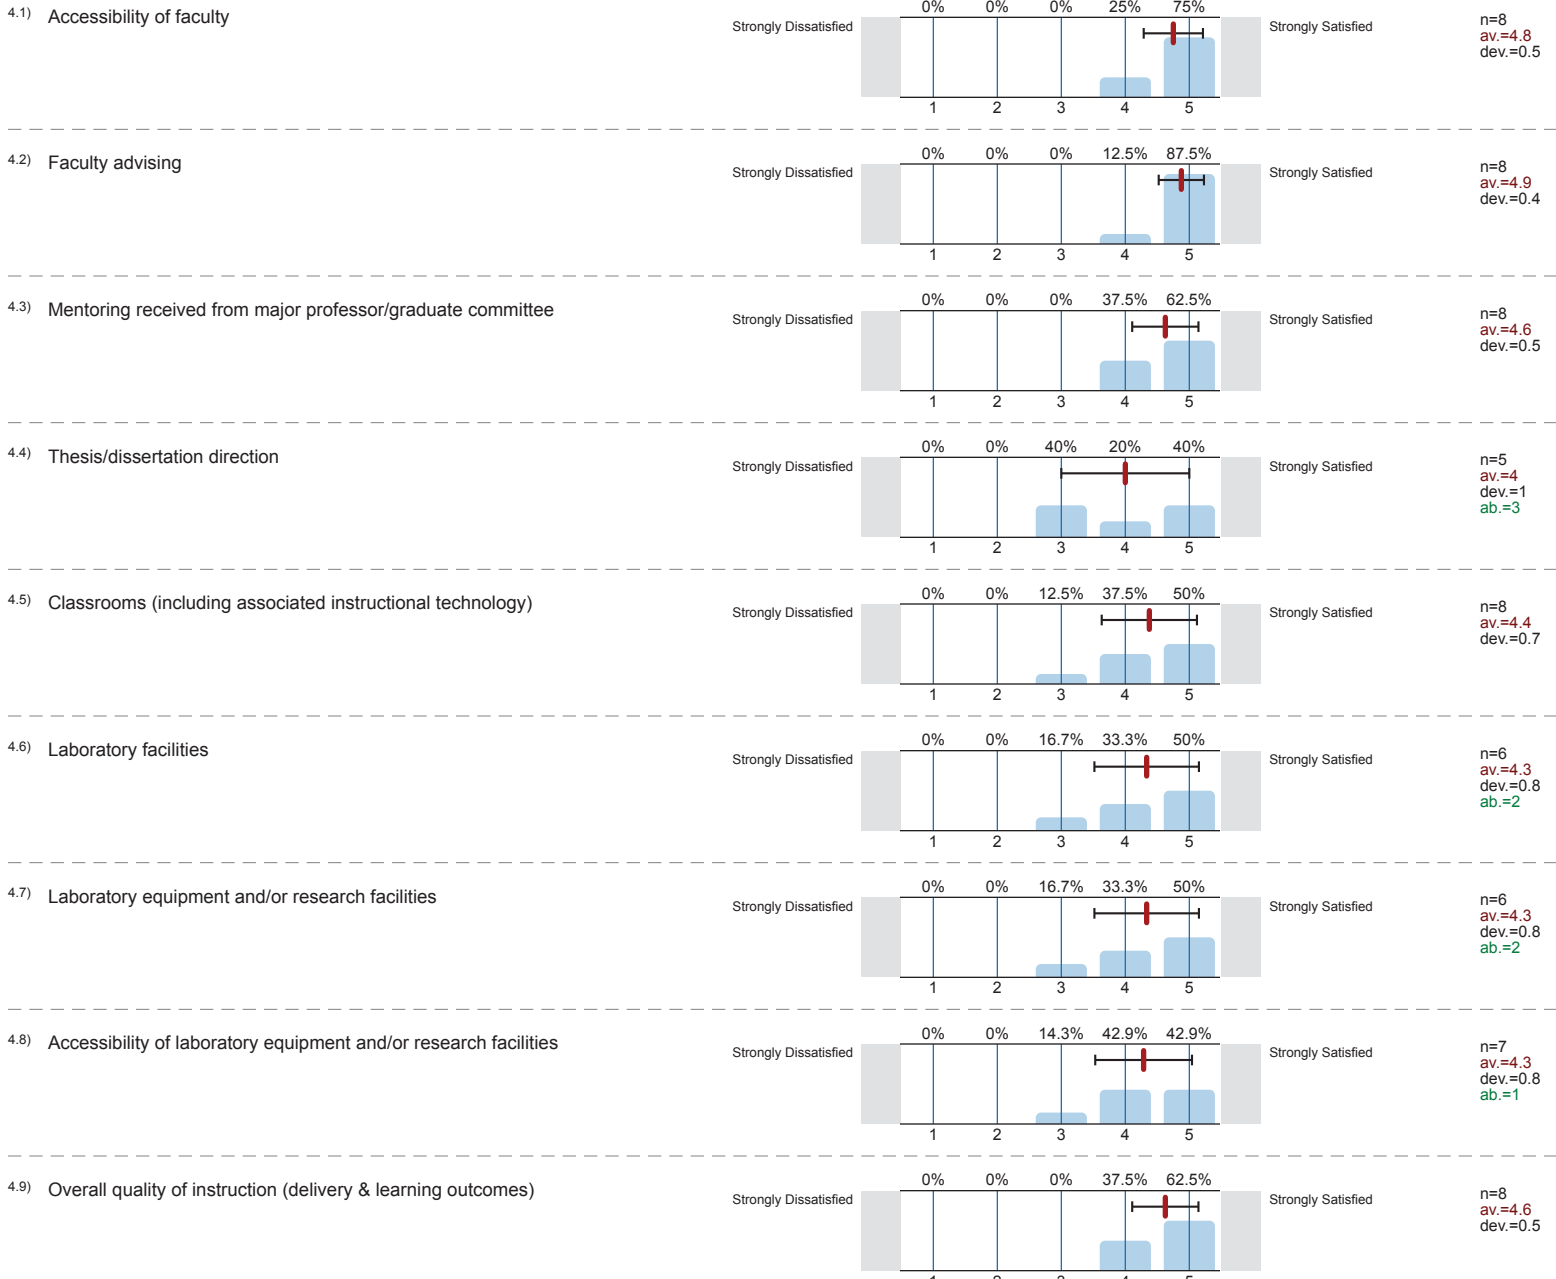 4.1) Accessibility of faculty
0% 0% 0% 25% 75%
Strongly Dissatisfied Strongly Satisfied
n=8
av.=4.8
dev.=0.5
1 2 3 4 5
4.2) Faculty advising
0% 0% 0% 12.5% 87.5%
Strongly Dissatisfied Strongly Satisfied
n=8
av.=4.9
dev.=0.4
1 2 3 4 5
4.3) Mentoring received from major professor/graduate committee
0% 0% 0% 37.5% 62.5%
Strongly Dissatisfied Strongly Satisfied
n=8
av.=4.6
dev.=0.5
1 2 3 4 5
4.4) Thesis/dissertation direction
0% 0% 40% 20% 40%
Strongly Dissatisfied Strongly Satisfied
n=5
av.=4
dev.=1
ab.=3
1 2 3 4 5
4.5) Classrooms (including associated instructional technology)
0% 0% 12.5% 37.5% 50%
Strongly Dissatisfied Strongly Satisfied
n=8
av.=4.4
dev.=0.7
1 2 3 4 5
4.6) Laboratory facilities
0% 0% 16.7% 33.3% 50%
Strongly Dissatisfied Strongly Satisfied
n=6
av.=4.3
dev.=0.8
ab.=2
1 2 3 4 5
4.7) Laboratory equipment and/or research facilities
0% 0% 16.7% 33.3% 50%
Strongly Dissatisfied Strongly Satisfied
n=6
av.=4.3
dev.=0.8
ab.=2
1 2 3 4 5
4.8) Accessibility of laboratory equipment and/or research facilities
0% 0% 14.3% 42.9% 42.9%
Strongly Dissatisfied Strongly Satisfied
n=7
av.=4.3
dev.=0.8
ab.=1
1 2 3 4 5
4.9) Overall quality of instruction (delivery & learning outcomes)
0% 0% 0% 37.5% 62.5%
Strongly Dissatisfied Strongly Satisfied
n=8
av.=4.6
dev.=0.5